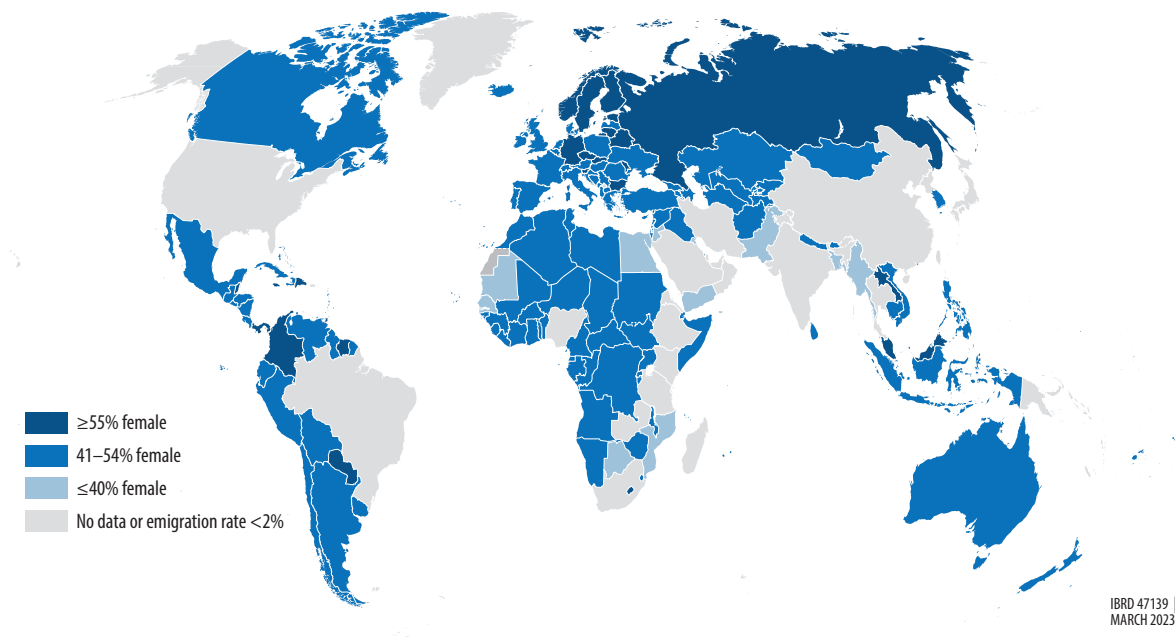 ≥55% female
41–54% female
≤40% female
No data or emigration rate <2%
IBRD 47139
MARCH 2023